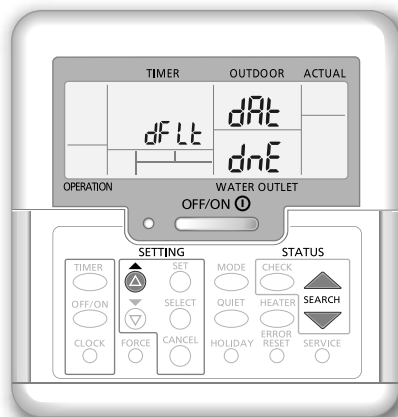 TIMER OUTDOOR ACTUAL
dAt
dFLt
dnE
OPERATION WATER OUTLET
OFF/ON
SETTING STATUS
TIMER SET MODE CHECK
SEARCH
OFF/ON SELECT QUIET HEATER
CLOCK FORCE CANCEL HOLIDAY ERROR RESET SERVICE